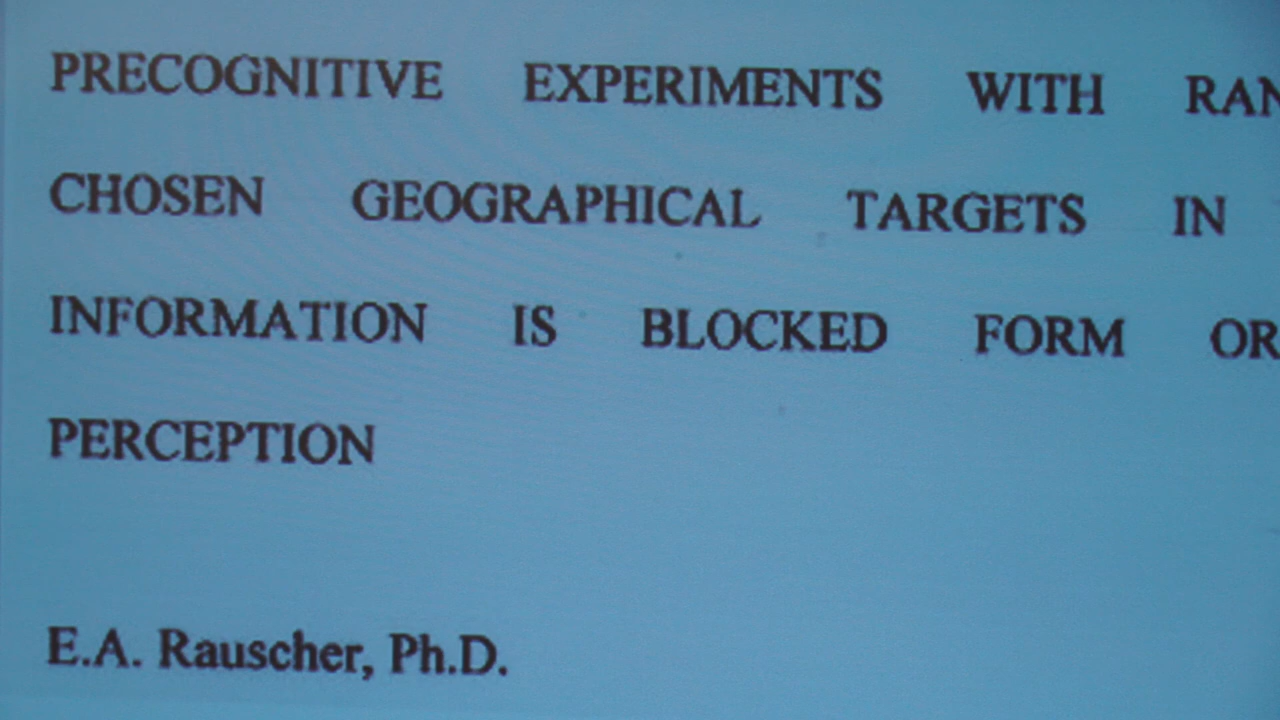 PRECOGNITIVE EXPERIMENTS WITH
CHOSEN GEOGRAPHICAL TARGETS IN
INFORMATION IS BLOCKED FORM
PERCEPTION
E.A. Rauscher, Ph.D.